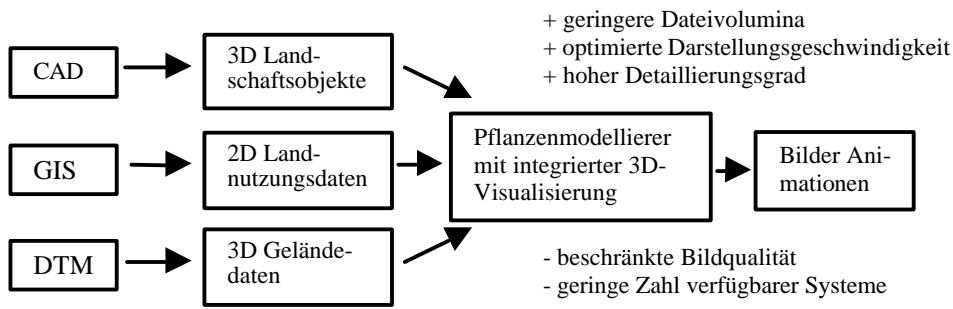 + geringere Dateivolumina
+ optimierte Darstellungsgeschwindigkeit
+ hoher Detaillierungsgrad
CAD
3D Land-
schaftsobjekte
GIS
2D Land-
nutzungsdaten
DTM
3D Gelände-
daten
Pflanzenmodellierer
mit integrierter 3D-
Visualisierung
Bilder Ani-
mationen
- beschränkte Bildqualität
- geringe Zahl verfügbarer Systeme